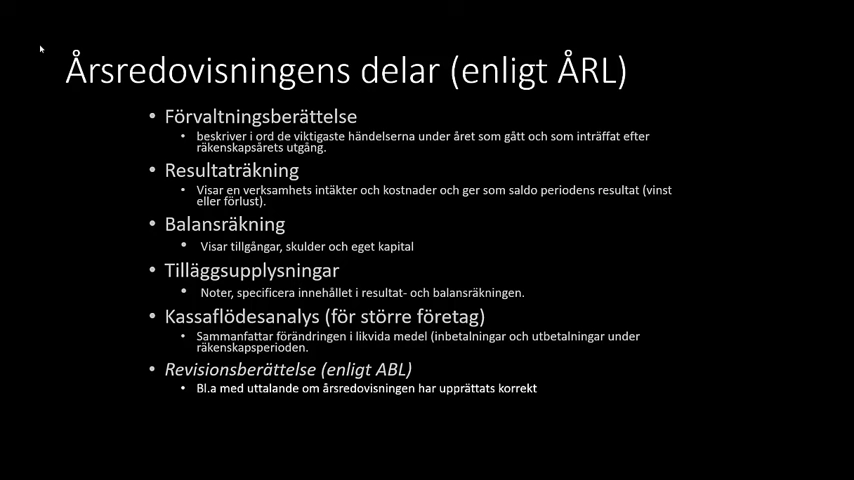 Årsredovisningens delar (enligt ÅRL)
• Förvaltningsberättelse
• beskriver i ord de viktigaste händelserna under året som gått och som inträffat efter
räkenskapsårets utgång.
• Resultaträkning
• Visar en verksamhets intäkter och kostnader och ger som saldo periodens resultat (vinst
eller förlust).
• Balansräkning
• Visar tillgångar, skulder och eget kapital
• Tilläggsupplysningar
• Noter, specificera innehållet i resultat- och balansräkningen.
• Kassaflödesanalys (för större företag)
• Sammanfattar förändringen i likvida medel (inbetalningar och utbetalningar under
räkenskapsperioden.
• Revisionsberättelse (enligt ABL)
• Bl.a med uttalande om årsredovisningen har upprättats korrekt